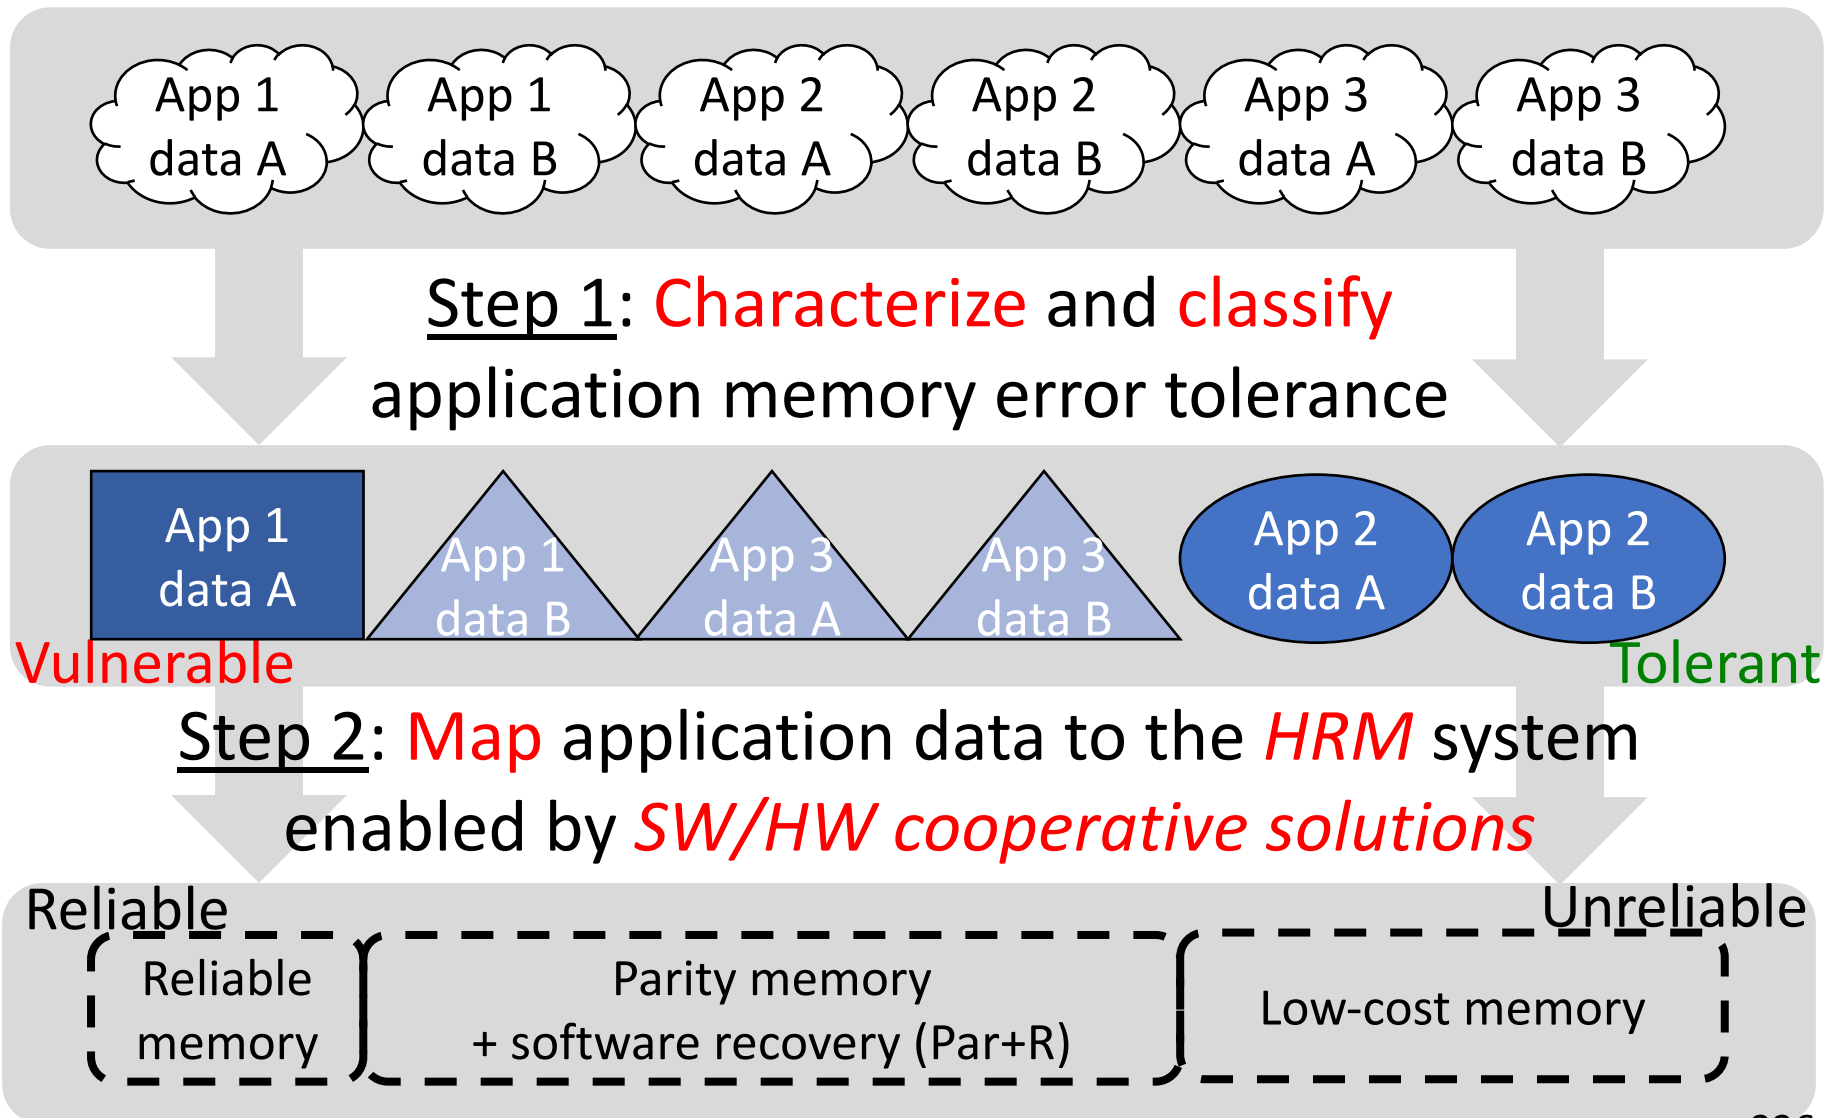 App 1
data A
App 1
data B
App 2
data A
App 2
data B
App 3
data A
App 3
data B
Step 1: Characterize and classify
application memory error tolerance
App 1
data A
App 1
data B
App 3
data A
App 3
data B
App 2
data A
App 2
data B
Vulnerable
Tolerant
Step 2: Map application data to the HRM system
enabled by SW/HW cooperative solutions
Reliable
Unreliable
Reliable
memory
Parity memory
+ software recovery (Par+R)
Low-cost memory